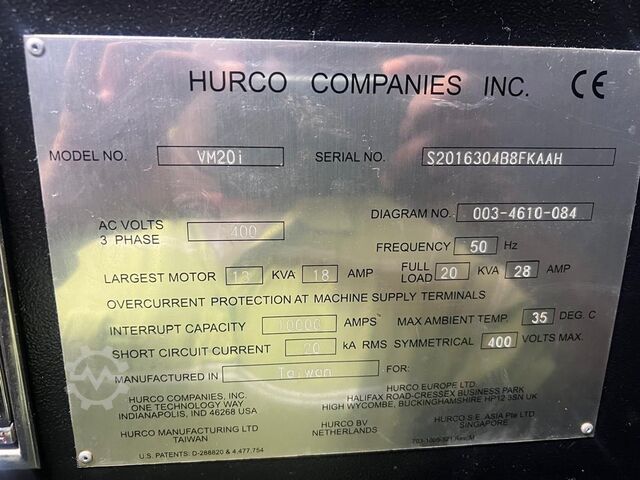 HURCO COMPANIES INC. CE
MODEL NO. VM20i SERIAL NO. S2016304B8FKAAH
DIAGRAM NO. 003-4610-084
AC VOLTS 400
3 PHASE
FREQUENCY 50 Hz
LARGEST MOTOR 13 KVA 18 AMP FULL LOAD 20 KVA 28 AMP
OVERCURRENT PROTECTION AT MACHINE SUPPLY TERMINALS
INTERRUPT CAPACITY 10000 AMPS MAX AMBIENT TEMP. 35 DEG. C
SHORT CIRCUIT CURRENT 20 kA RMS SYMMETRICAL 400 VOLTS MAX.
MANUFACTURED IN Taiwan FOR:
HURCO COMPANIES, INC.
ONE TECHNOLOGY WAY
INDIANAPOLIS, IND 46268 USA
HURCO EUROPE LTD.
HALIFAX ROAD-CRESSEX BUSINESS PARK
HIGH WYCOMBE, BUCKINGHAMSHIRE HP12 3SN UK
HURCO MANUFACTURING LTD
TAIWAN
HURCO BV
NETHERLANDS
HURCO S.E. ASIA Pte LTD
SINGAPORE
U.S. PATENTS: D-288820 & 4,477,754